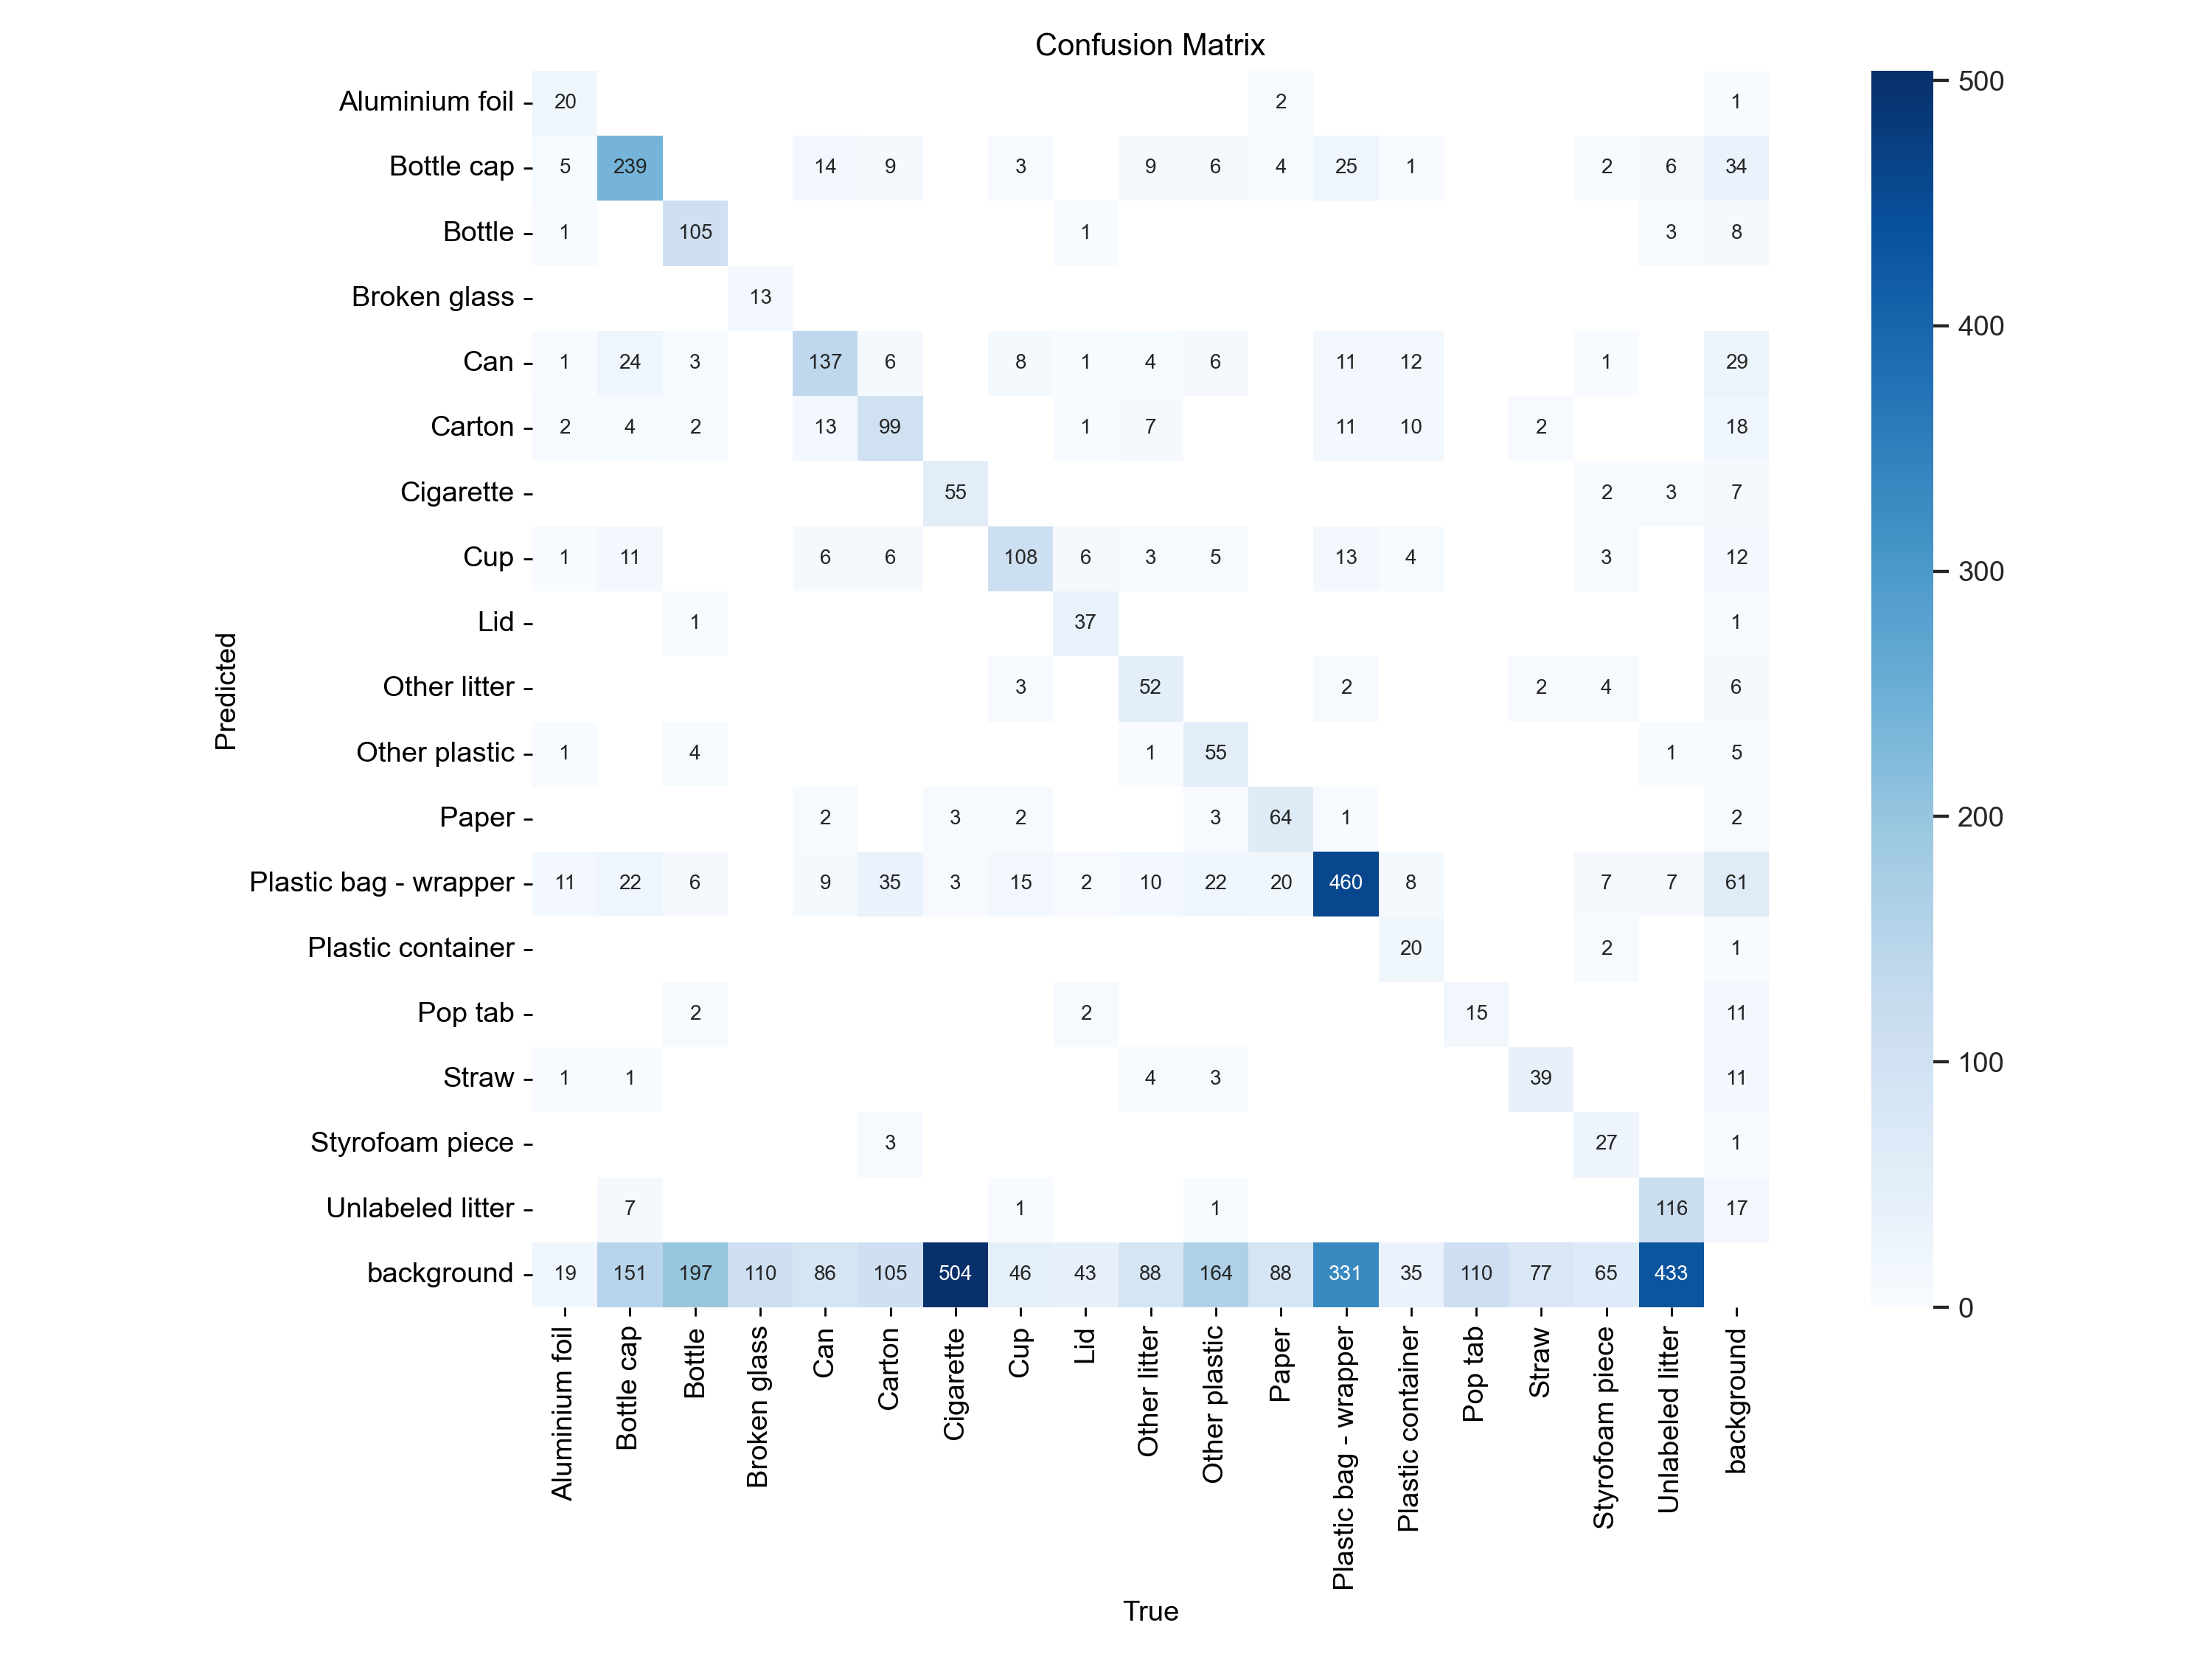 Confusion Matrix
Aluminium foil 20 2 1
Bottle cap 5 239 14 9 3 9 6 4 25 1 2 6 34
Bottle 1 105 1 3 8
Broken glass 13
Can 1 24 3 137 6 8 1 4 6 11 12 1 29
Carton 2 4 2 13 99 1 7 11 10 2 18
Cigarette 55 2 3 7
Cup 1 11 6 6 108 6 3 5 13 4 3 12
Lid 1 37 1
Other litter 3 52 2 2 4 6
Other plastic 1 4 1 55 1 5
Paper 2 3 2 3 64 1 2
Plastic bag - wrapper 11 22 6 9 35 3 15 2 10 22 20 460 8 7 7 61
Plastic container 20 2 1
Pop tab 2 2 15 11
Straw 1 1 4 3 39 11
Styrofoam piece 3 27 1
Unlabeled litter 7 1 1 116 17
background 19 151 197 110 86 105 504 46 43 88 164 88 331 35 110 77 65 433
Predicted
Aluminium foil
Bottle cap
Bottle
Broken glass
Can
Carton
Cigarette
Cup
Lid
Other litter
Other plastic
Paper
Plastic bag - wrapper
Plastic container
Pop tab
Straw
Styrofoam piece
Unlabeled litter
background
True
500
400
300
200
100
0